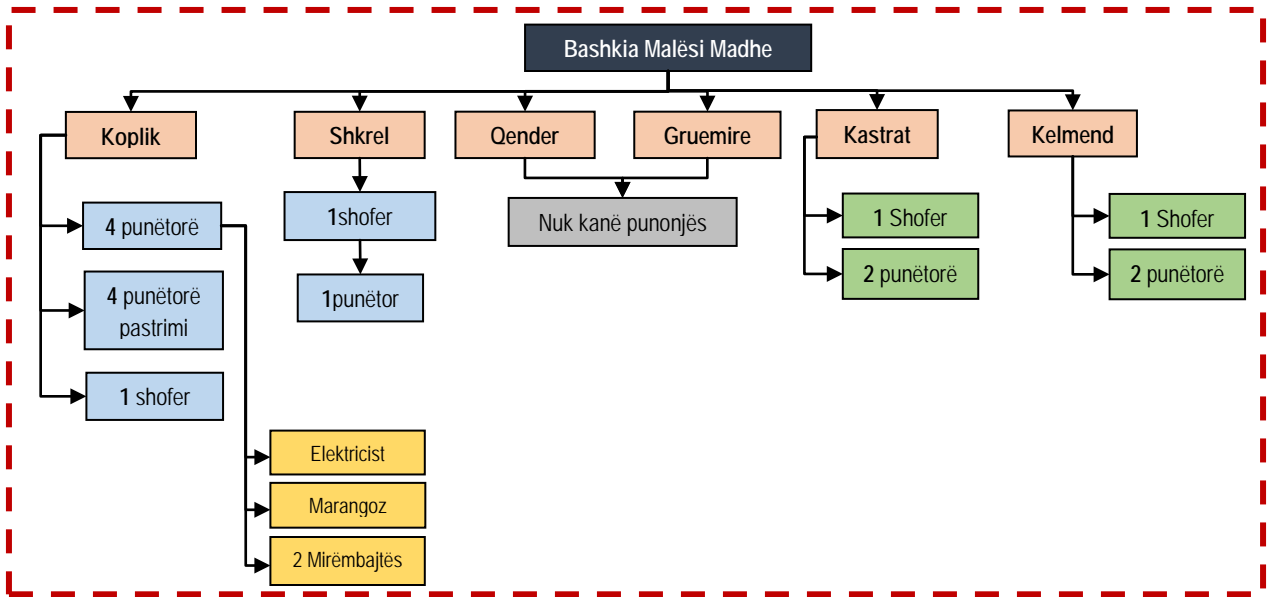 Bashkia Malësi Madhe
Koplik
Shkrel
Qender
Gruemire
Kastrat
Kelmend
4 punëtorë
4 punëtorë
pastrimi
1 shofer
Elektricist
Marangoz
2 Mirëmbajtës
1shofer
1punëtor
Nuk kanë punonjës
1 Shofer
2 punëtorë
1 Shofer
2 punëtorë